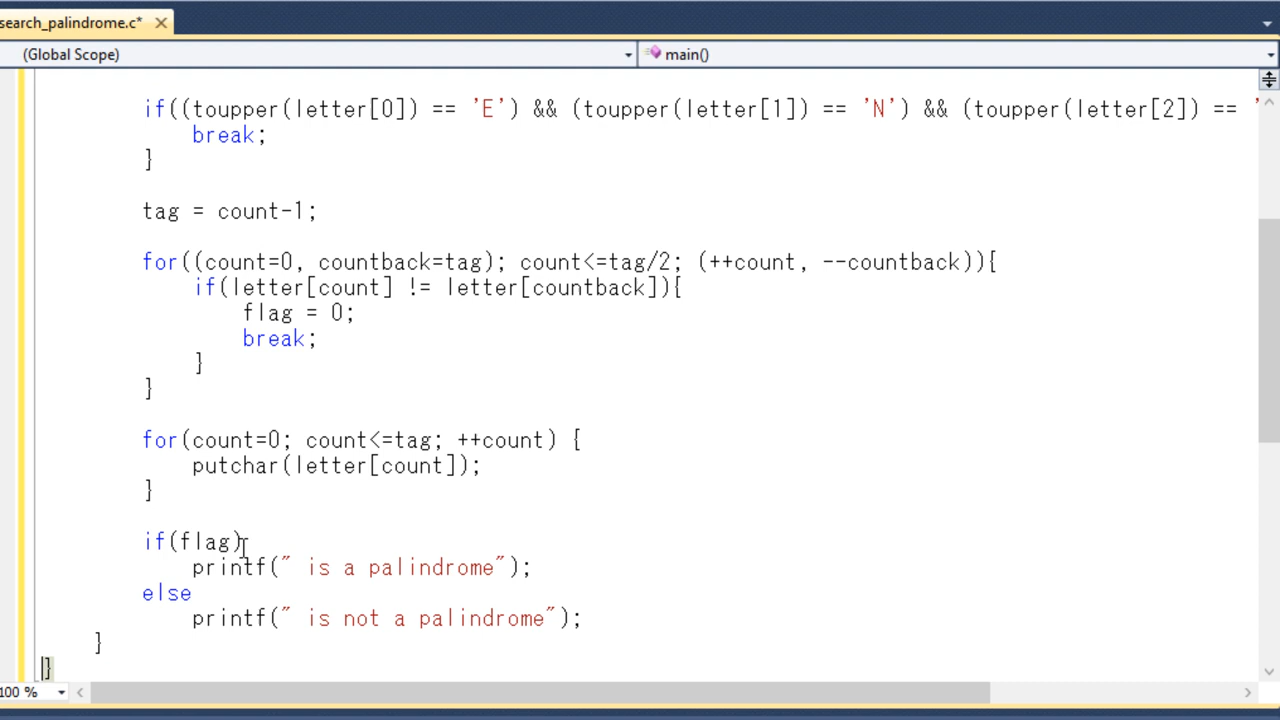 search_palindrome.c*
(Global Scope)
main()
if((toupper(letter[0]) == 'E') && (toupper(letter[1]) == 'N') && (toupper(letter[2]) == '
break;
}
tag = count-1;
for((count=0, countback=tag); count<=tag/2; (++count, --countback)){
if(letter[count] != letter[countback]){
flag = 0;
break;
}
}
for(count=0; count<=tag; ++count) {
putchar(letter[count]);
}
if(flag)
printf(" is a palindrome");
else
printf(" is not a palindrome");
}
}
100 %